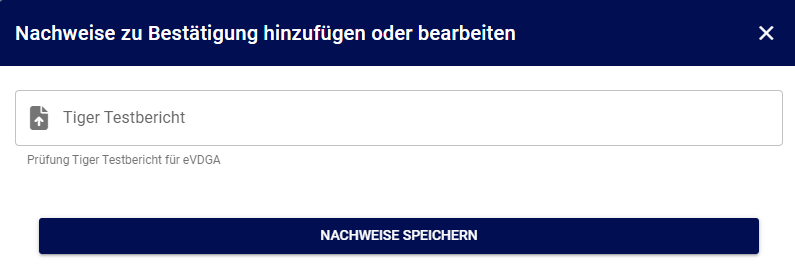 Nachweise zu Bestätigung hinzufügen oder bearbeiten
Tiger Testbericht
Prüfung Tiger Testbericht für eVDGA
NACHWEISE SPEICHERN